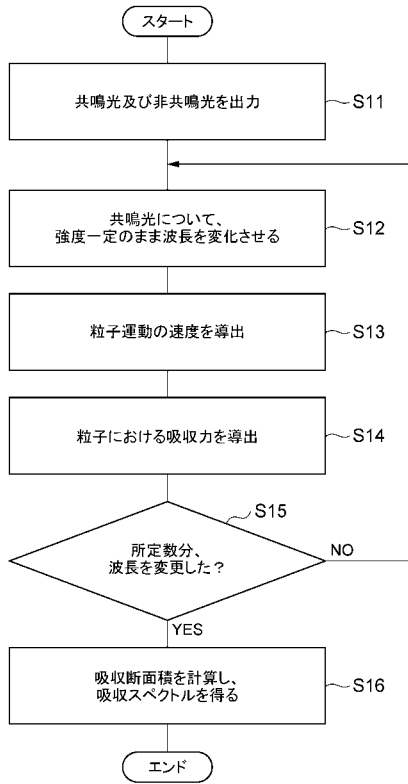 スタート
共鳴光及び非共鳴光を出力
S11
共鳴光について、
強度一定のまま波長を変化させる
S12
粒子運動の速度を導出
S13
粒子における吸収力を導出
S14
S15
所定数分、
波長を変更した？
NO
YES
吸収断面積を計算し、
吸収スペクトルを得る
S16
エンド